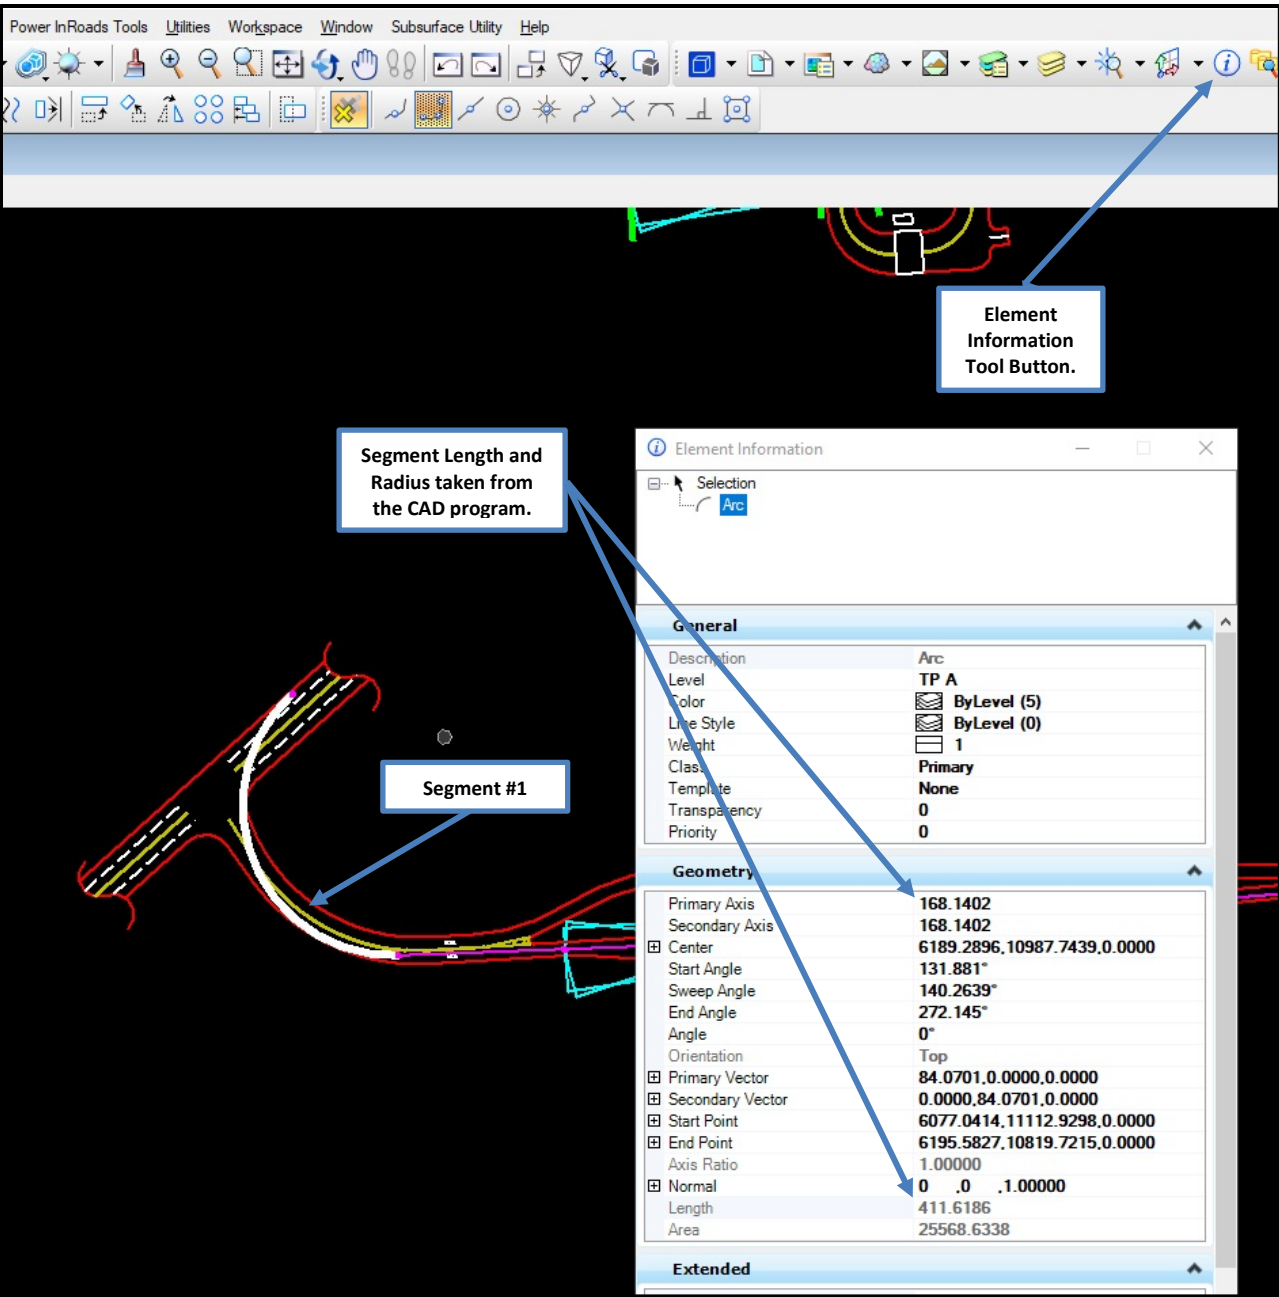 Power InRoads Tools Utilities Workspace Window Subsurface Utility Help
Element
Information
Tool Button.
Segment Length and
Radius taken from
the CAD program.
Segment #1
Element Information
Selection
Arc
General
Description Arc
Level TP A
Color ByLevel (5)
Line Style ByLevel (0)
Weight 1
Class Primary
Template None
Transparency 0
Priority 0
Geometry
Primary Axis 168.1402
Secondary Axis 168.1402
Center 6189.2896,10987.7439,0.0000
Start Angle 131.881°
Sweep Angle 140.2639°
End Angle 272.145°
Angle 0°
Orientation Top
Primary Vector 84.0701,0.0000,0.0000
Secondary Vector 0.0000,84.0701,0.0000
Start Point 6077.0414,11112.9298,0.0000
End Point 6195.5827,10819.7215,0.0000
Axis Ratio 1.00000
Normal 0 ,0 ,1.00000
Length 411.6186
Area 25568.6338
Extended